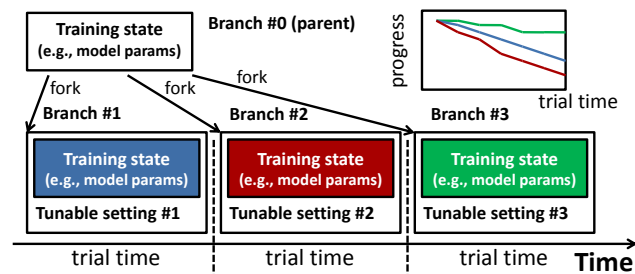 Training state
(e.g., model params)
Branch #0 (parent)
progress
trial time
fork
fork
fork
Branch #1
Branch #2
Branch #3
Training state
(e.g., model params)
Tunable setting #1
Training state
(e.g., model params)
Tunable setting #2
Training state
(e.g., model params)
Tunable setting #3
trial time
trial time
trial time
Time